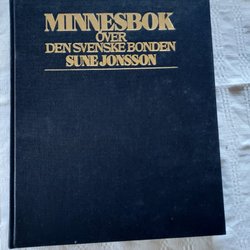 MINNESBOK
ÖVER
DEN SVENSKE BONDEN
SUNE JONSSON